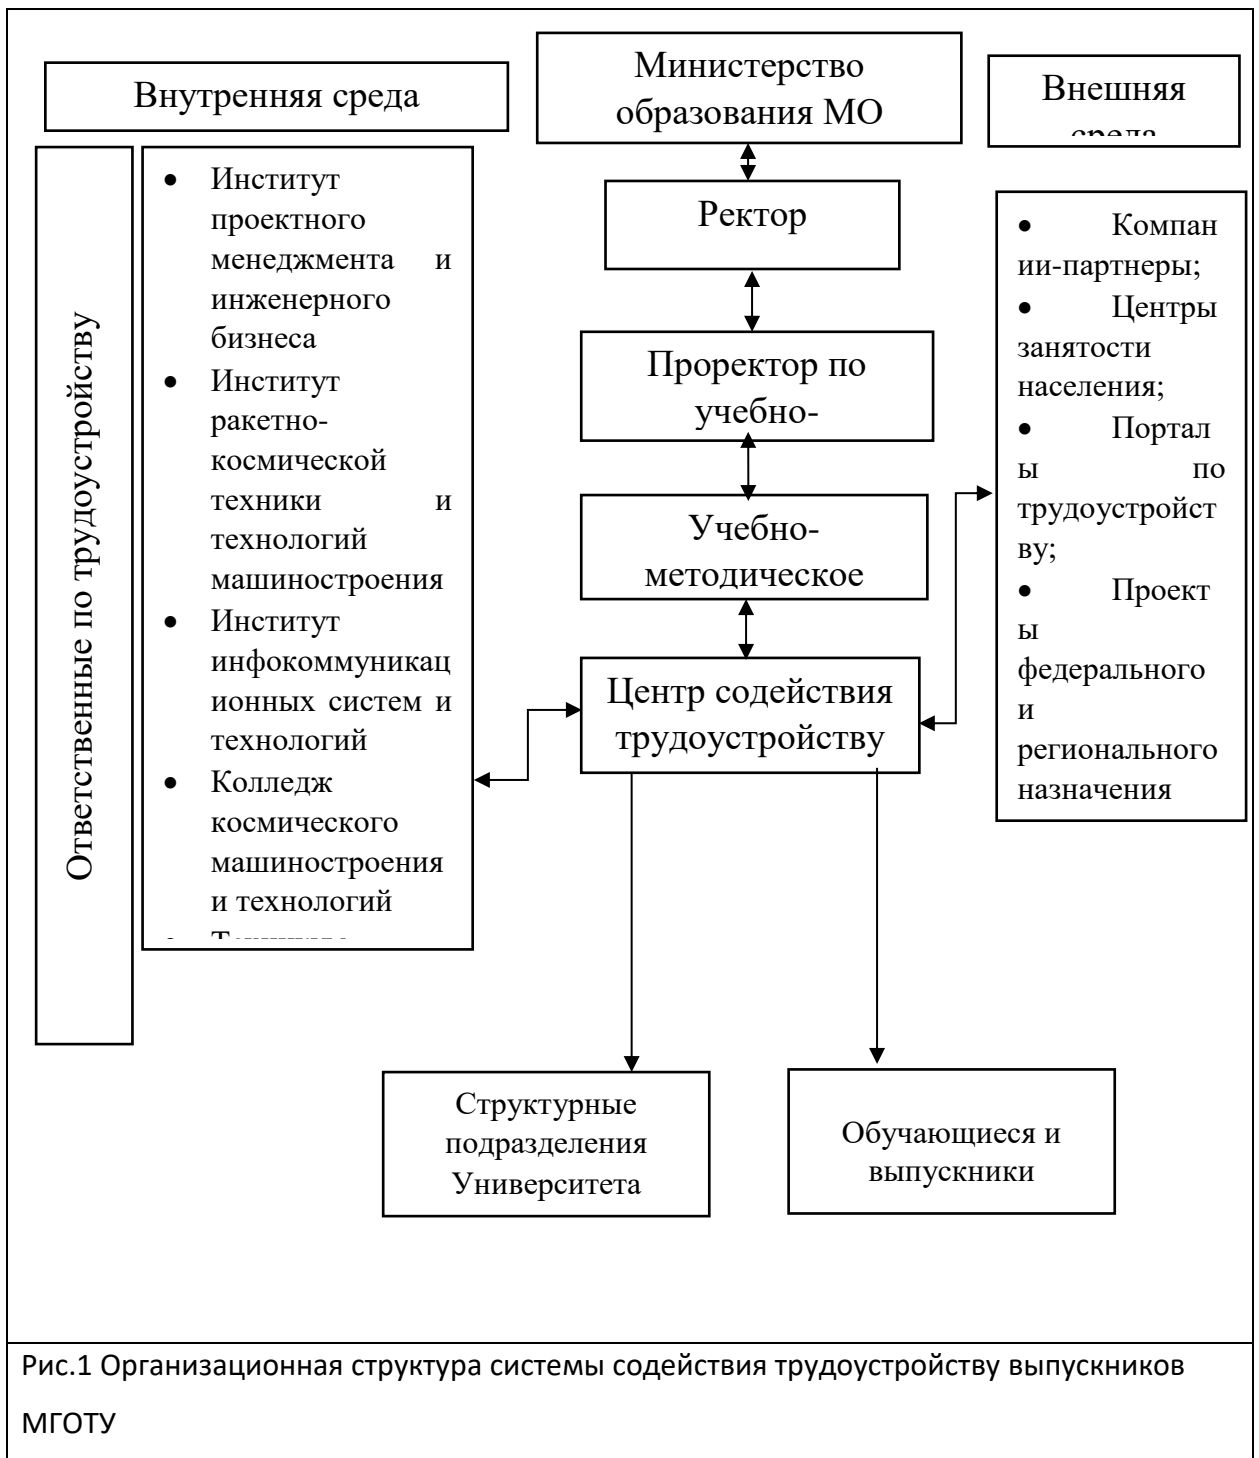 Внутренняя среда
Министерство
образования МО
Внешняя
среда
Ответственные по трудоустройству
• Институт
проектного
менеджмента и
инженерного
бизнеса
• Институт
ракетно-
космической
техники и
технологий
машиностроения
• Институт
инфокоммуникац
ионных систем и
технологий
• Колледж
космического
машиностроения
и технологий
•
Ректор
Проректор по
учебно-
Учебно-
методическое
Центр содействия
трудоустройству
• Компан
ии-партнеры;
• Центры
занятости
населения;
• Портал
ы по
трудоустройст
ву;
• Проект
ы
федерального
и
регионального
назначения
Структурные
подразделения
Университета
Обучающиеся и
выпускники
Рис.1 Организационная структура системы содействия трудоустройству выпускников
МГОТУ